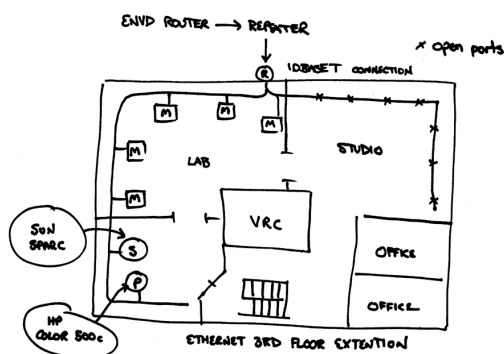 ENVD ROUTER → REPEATER
x open ports
R
10BASET CONNECTION
M
M
M
M
M
LAB
STUDIO
VRC
SUN
SPARC
S
P
HP
COLOR 500c
OFFICE
OFFICE
ETHERNET 3RD FLOOR EXTENTION